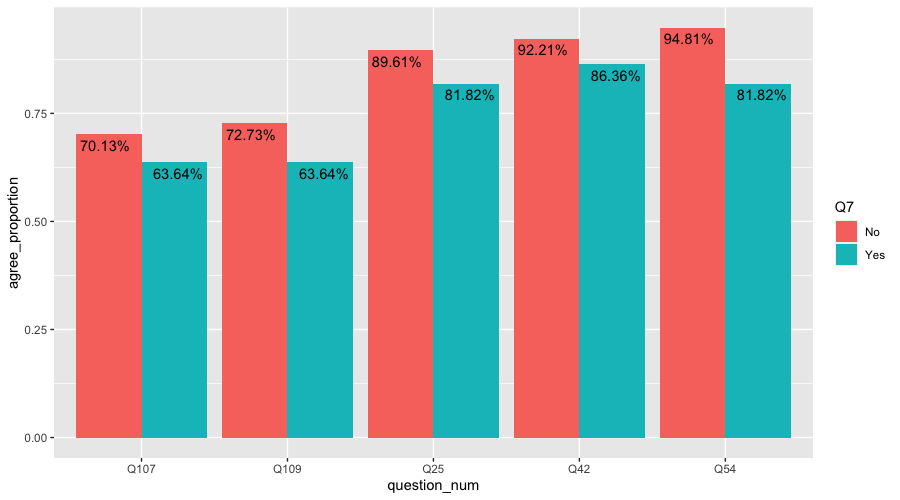 94.81%
92.21%
89.61%
86.36%
81.82%
81.82%
72.73%
70.13%
63.64%
63.64%
0.75
0.50
0.25
0.00
agree_proportion
Q107
Q109
Q25
Q42
Q54
question_num
Q7
No
Yes